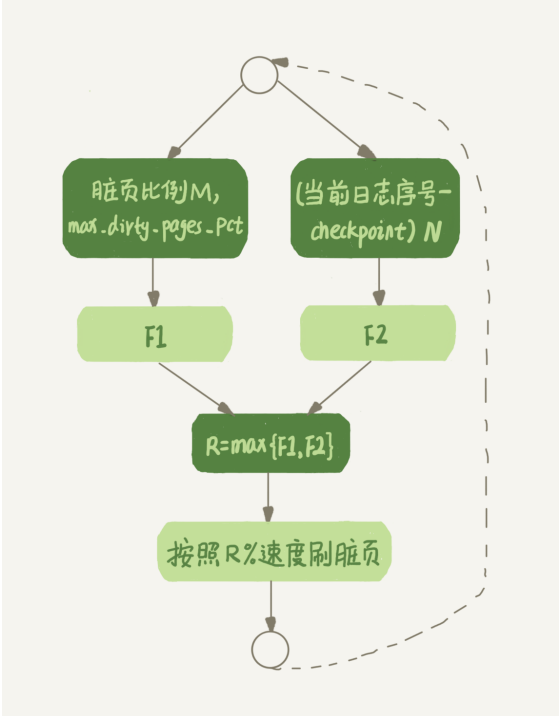 脏页比例M,
max_dirty_pages_pct
(当前日志序号-
checkpoint) N
F1
F2
R=max{F1,F2}
按照R%速度刷脏页